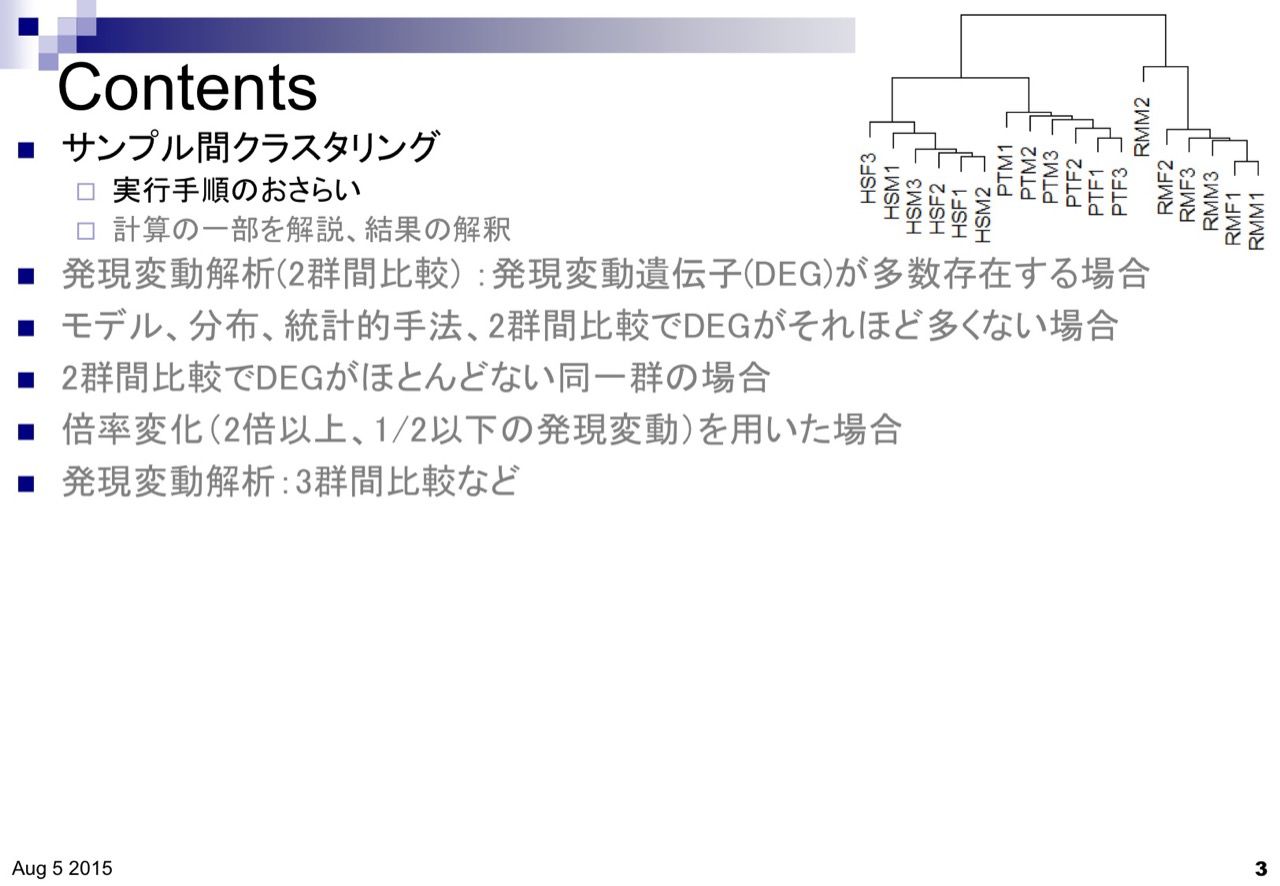 Contents
サンプル間クラスタリング
実行手順のおさらい
計算の一部を解説、結果の解釈
発現変動解析(2群間比較)：発現変動遺伝子(DEG)が多数存在する場合
モデル、分布、統計的手法、2群間比較でDEGがそれほど多くない場合
2群間比較でDEGがほとんどない同一群の場合
倍率変化（2倍以上、1/2以下の発現変動）を用いた場合
発現変動解析：3群間比較など
HSF3
HSM1
HSM3
HSF2
HSF1
HSM2
PTM1
PTM2
PTM3
PTF2
PTF1
PTF3
RMM2
RMF2
RMF3
RMM3
RMF1
RMM1
Aug 5 2015
3